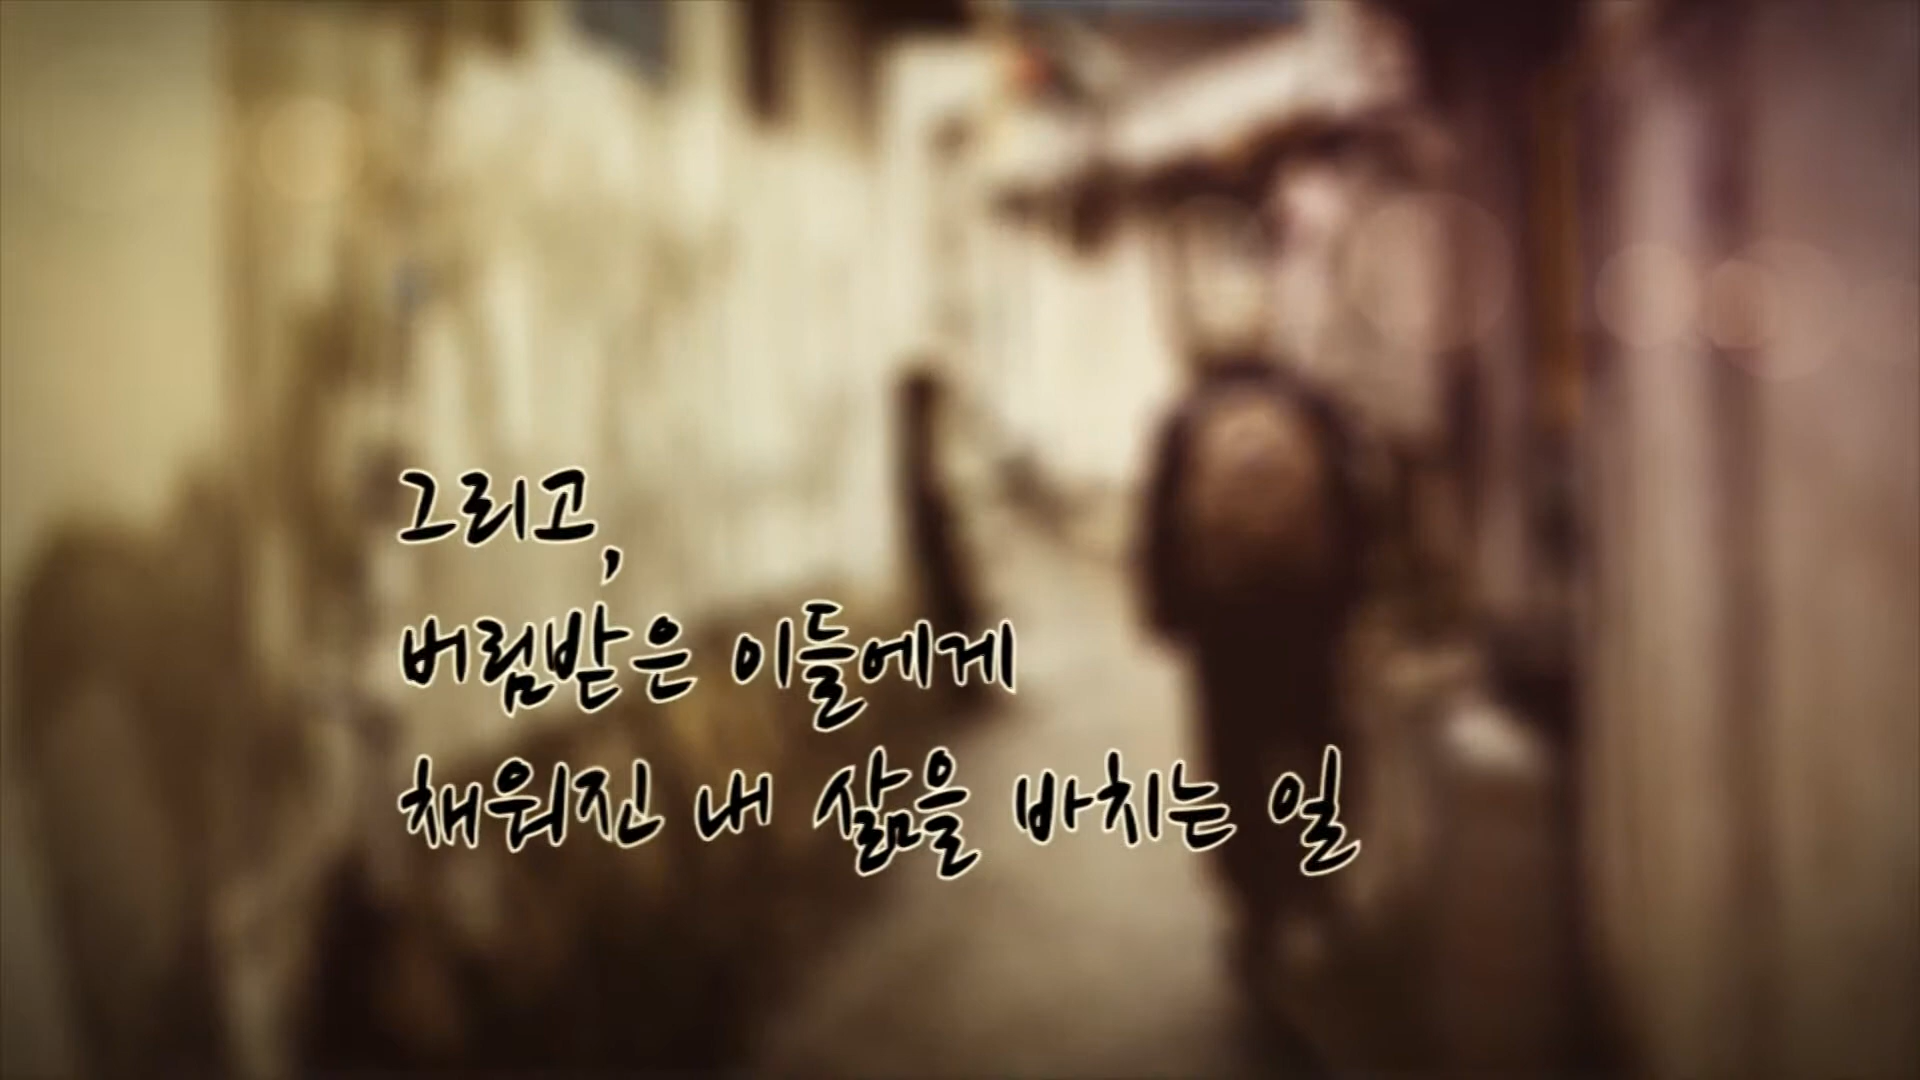 그리고,
버림받은 이들에게
채워진 내 삶을 바치는 일